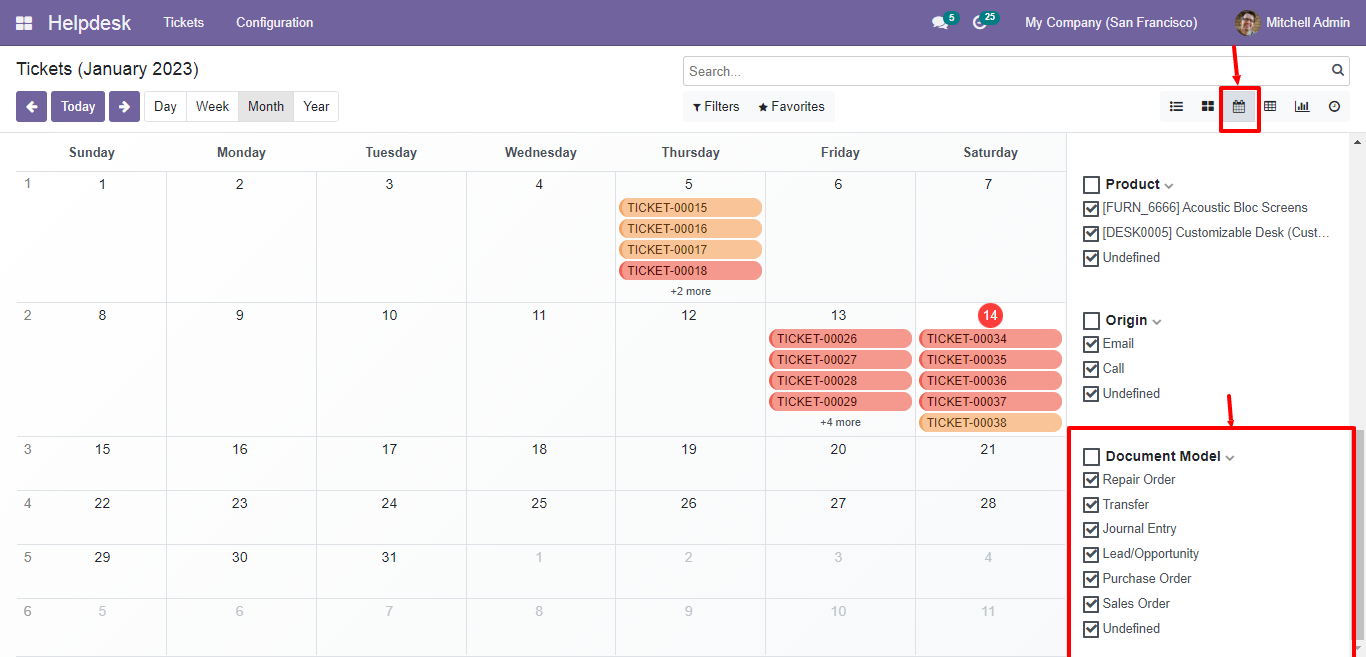 Helpdesk Tickets Configuration 5 25 My Company (San Francisco) Mitchell Admin
Tickets (January 2023)
Search...
Today Day Week Month Year Filters Favorites
Sunday Monday Tuesday Wednesday Thursday Friday Saturday
1 1 2 3 4 5 6 7
TICKET-00015
TICKET-00016
TICKET-00017
TICKET-00018
+2 more
2 8 9 10 11 12 13 14
TICKET-00026 TICKET-00034
TICKET-00027 TICKET-00035
TICKET-00028 TICKET-00036
TICKET-00029 TICKET-00037
+4 more TICKET-00038
3 15 16 17 18 19 20 21
4 22 23 24 25 26 27 28
5 29 30 31 1 2 3 4
6 5 6 7 8 9 10 11
Product
[FURN_6666] Acoustic Bloc Screens
[DESK0005] Customizable Desk (Cust...
Undefined
Origin
Email
Call
Undefined
Document Model
Repair Order
Transfer
Journal Entry
Lead/Opportunity
Purchase Order
Sales Order
Undefined